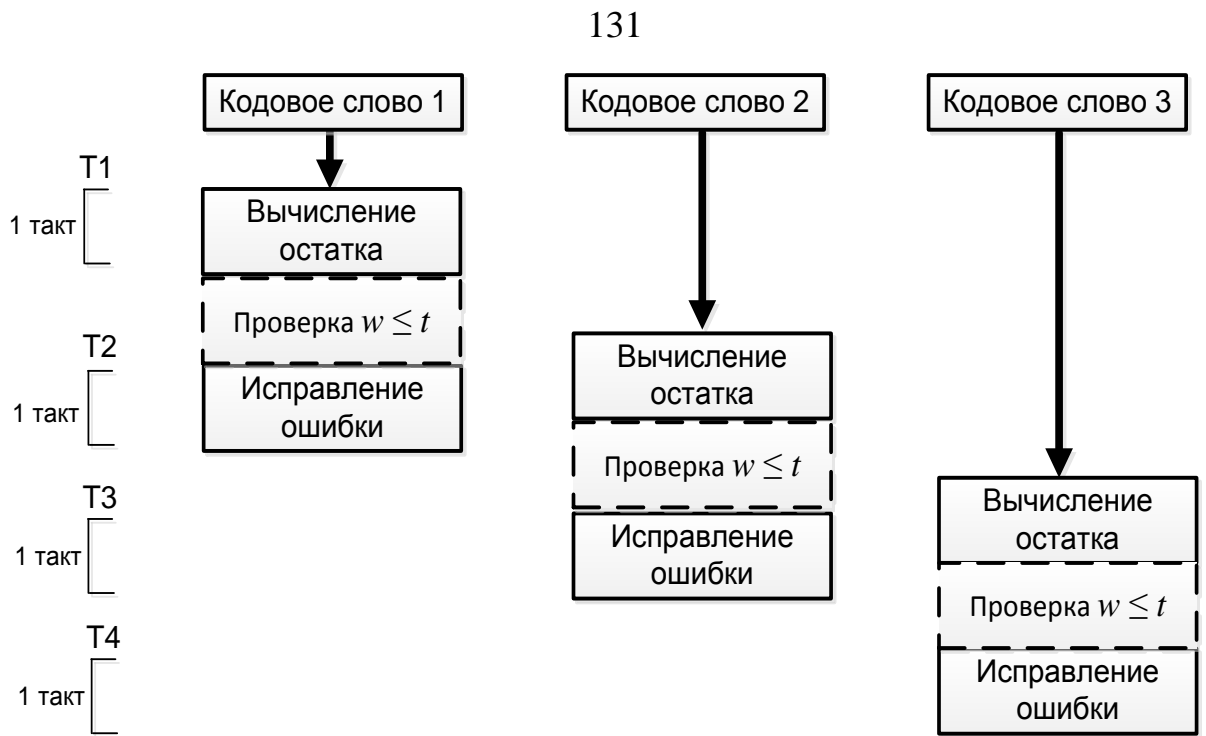 131
Кодовое слово 1
Кодовое слово 2
Кодовое слово 3
T1
1 такт
Вычисление
остатка
Проверка w ≤ t
T2
1 такт
Исправление
ошибки
Вычисление
остатка
Проверка w ≤ t
T3
1 такт
Исправление
ошибки
Вычисление
остатка
Проверка w ≤ t
T4
1 такт
Исправление
ошибки